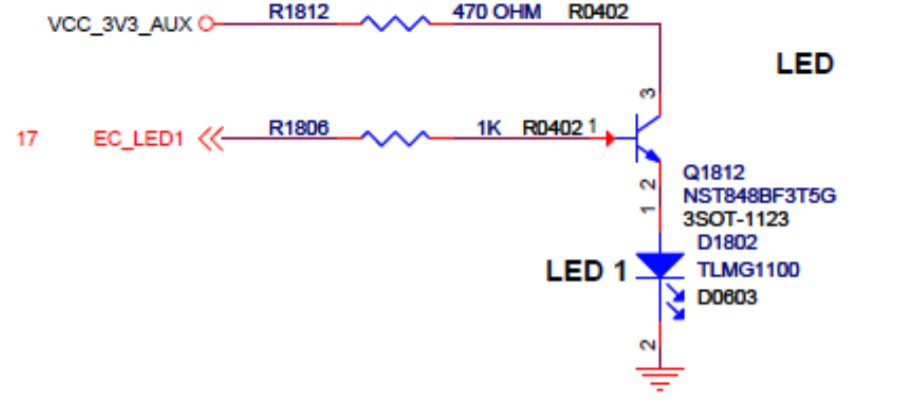 R1812 470 OHM R0402
VCC_3V3_AUX
LED
3
R1806 1K R0402 1
17 EC_LED1
Q1812
2 NST848BF3T5G
1 3SOT-1123
D1802
LED 1 TLMG1100
D0603
2